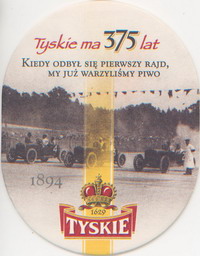 Tyskie ma 375 lat
KIEDY ODBYŁ SIĘ PIERWSZY RAJD,
MY JUŻ WARZYLIŚMY PIWO
1894
1629
TYSKIE